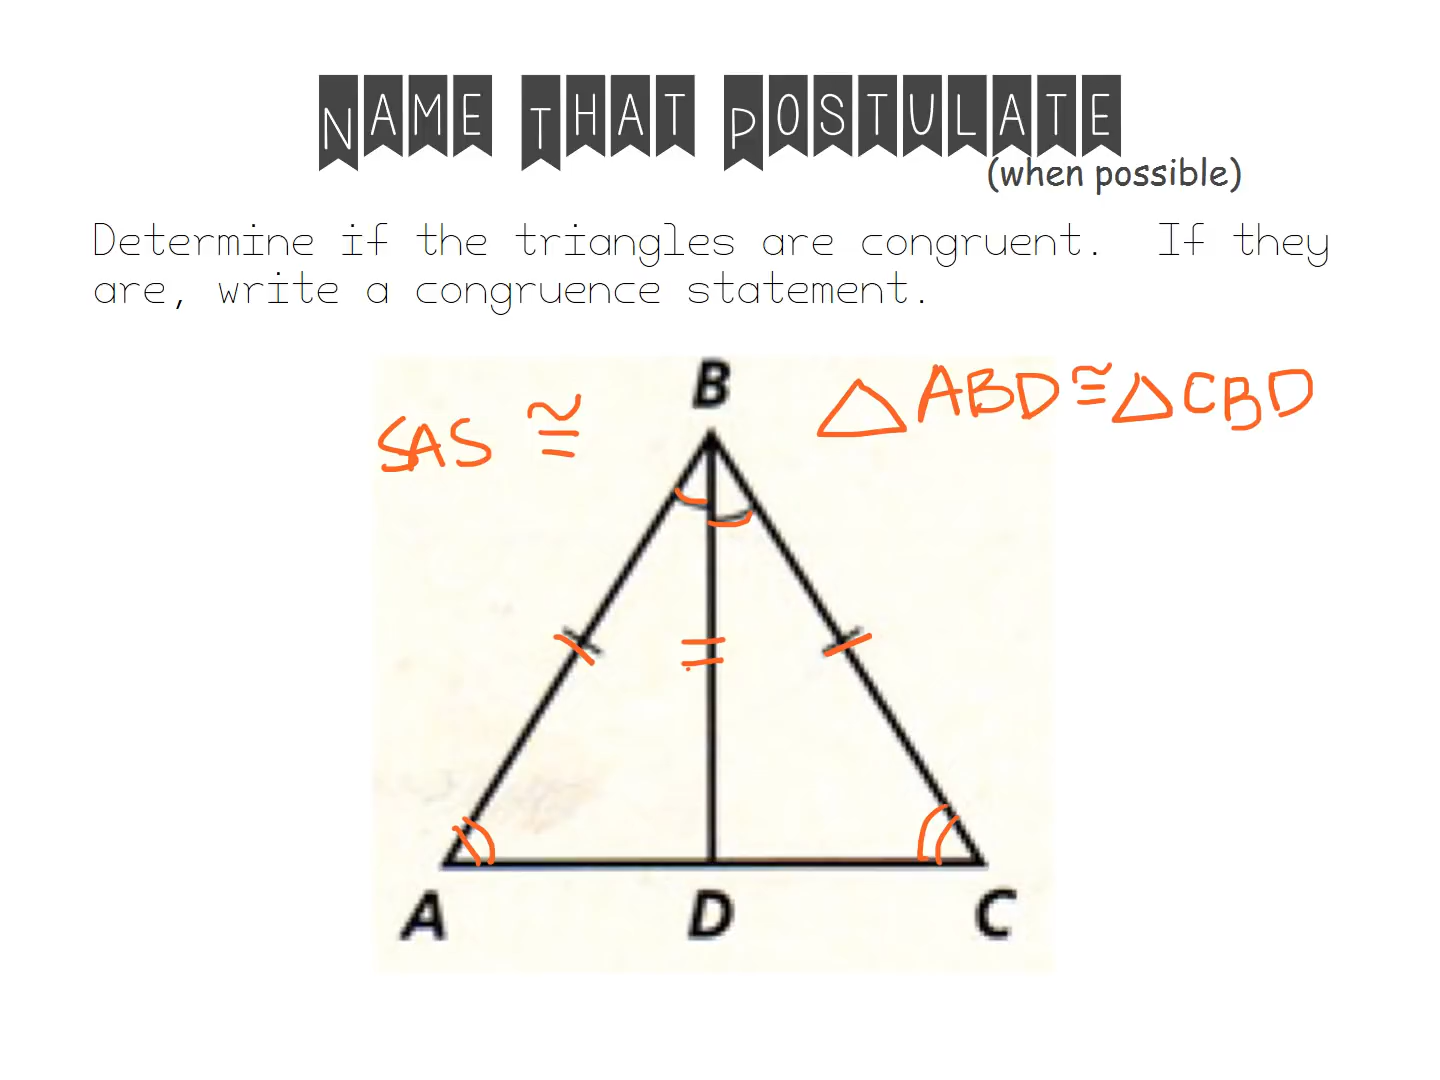 NAME THAT POSTULATE
(when possible)
Determine if the triangles are congruent. If they
are, write a congruence statement.
B
△ABD≅△CBD
SAS ≅
A D C